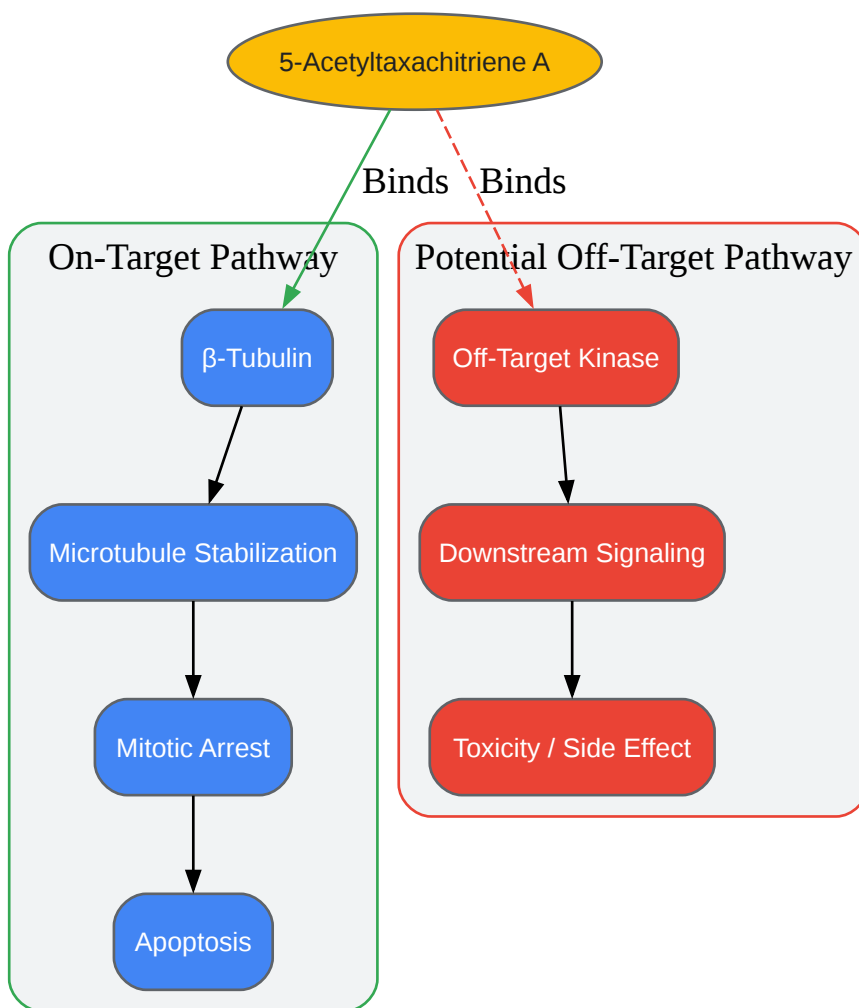 5-Acetyltaxachitriene A
Binds
Binds
On-Target Pathway
Potential Off-Target Pathway
β-Tubulin
Off-Target Kinase
Microtubule Stabilization
Downstream Signaling
Mitotic Arrest
Toxicity / Side Effect
Apoptosis